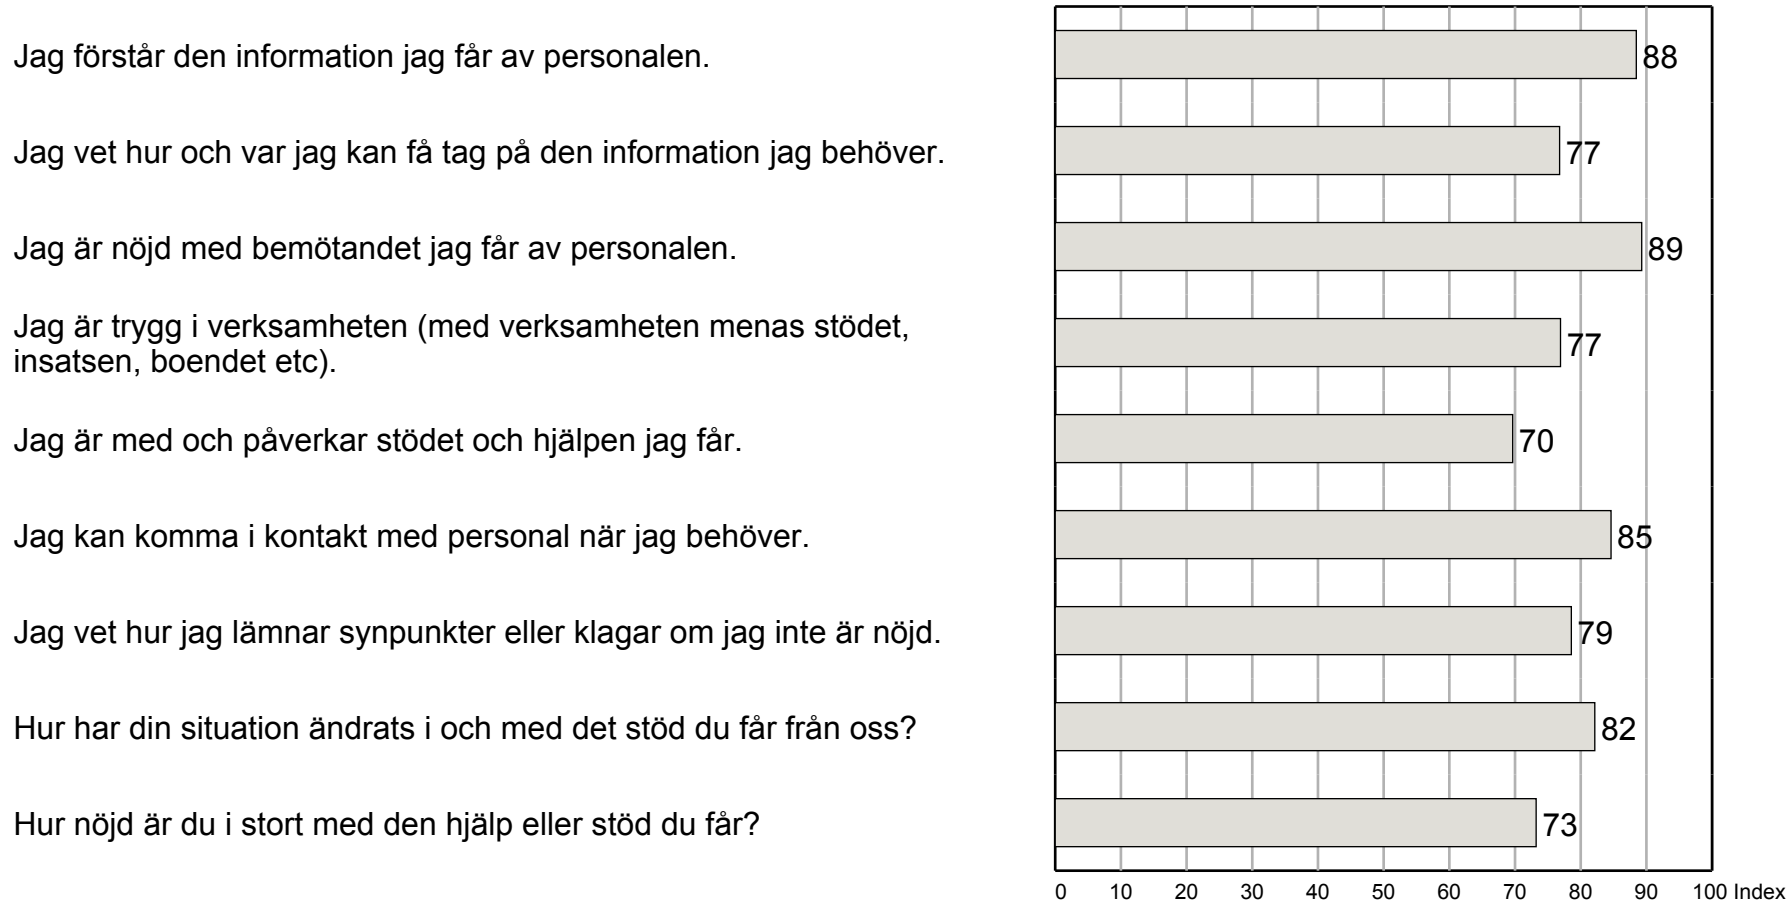 Jag förstår den information jag får av personalen.
88
Jag vet hur och var jag kan få tag på den information jag behöver.
77
Jag är nöjd med bemötandet jag får av personalen.
89
Jag är trygg i verksamheten (med verksamheten menas stödet,
insatsen, boendet etc).
77
Jag är med och påverkar stödet och hjälpen jag får.
70
Jag kan komma i kontakt med personal när jag behöver.
85
Jag vet hur jag lämnar synpunkter eller klagar om jag inte är nöjd.
79
Hur har din situation ändrats i och med det stöd du får från oss?
82
Hur nöjd är du i stort med den hjälp eller stöd du får?
73
0 10 20 30 40 50 60 70 80 90 100 Index